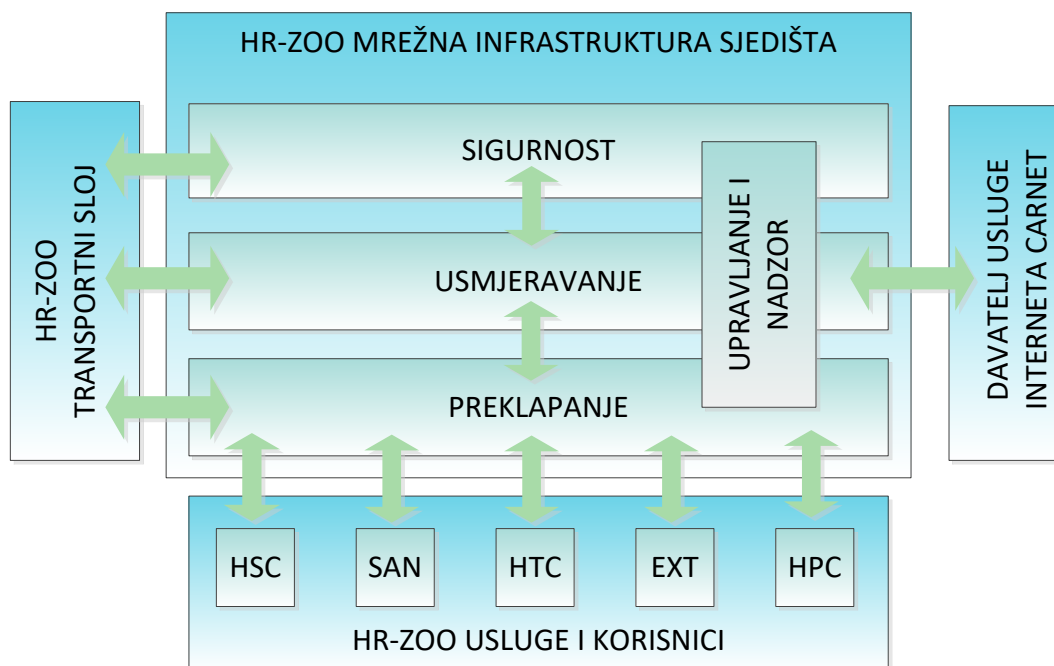 HR-ZOO MREŽNA INFRASTRUKTURA SJEDIŠTA
HR-ZOO
TRANSPORTNI SLOJ
SIGURNOST
USMJERAVANJE
PREKLAPANJE
UPRAVLJANJE I
NADZOR
DAVATELJ USLUGE
INTERNETA CARNET
HSC
SAN
HTC
EXT
HPC
HR-ZOO USLUGE I KORISNICI